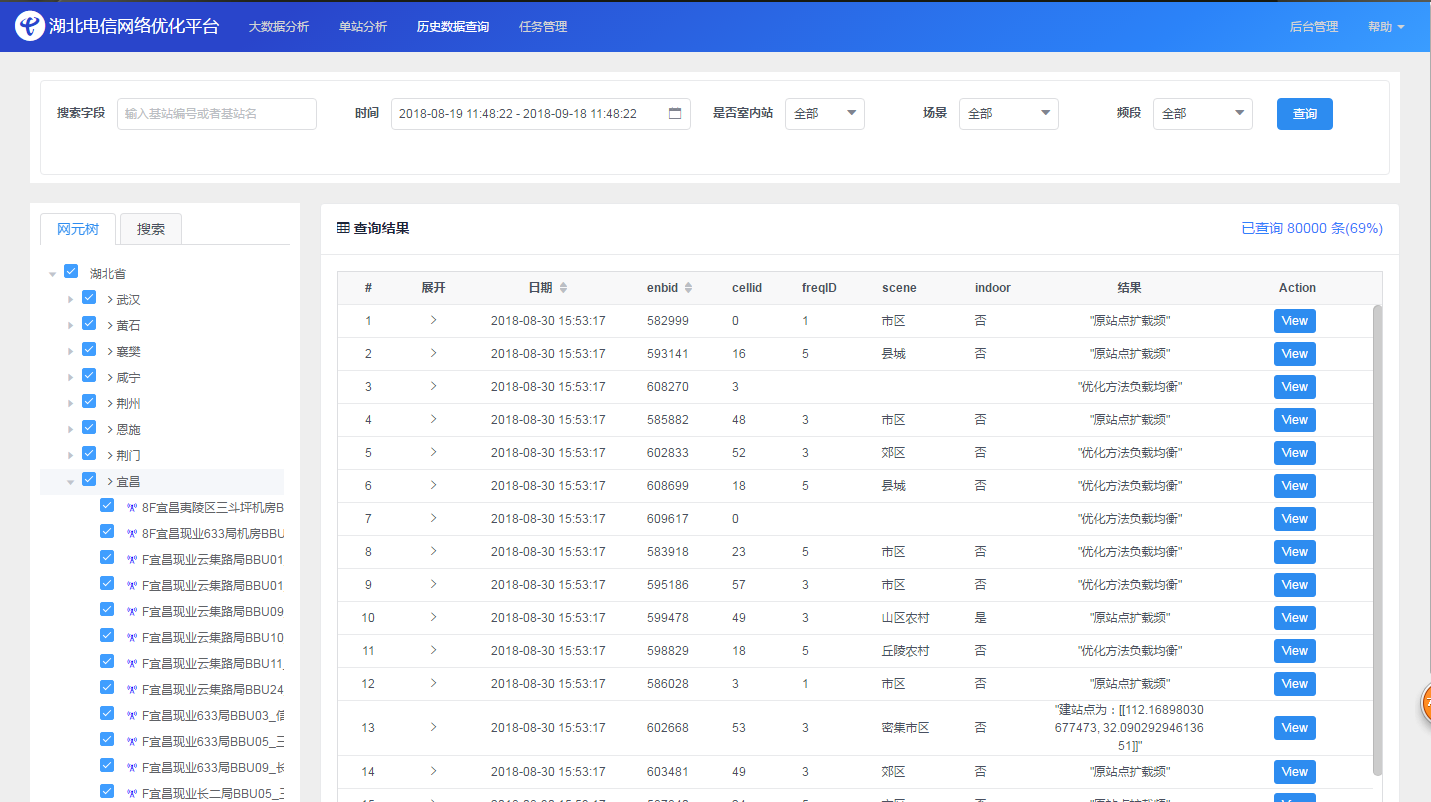 湖北电信网络优化平台 大数据分析 单站分析 历史数据查询 任务管理 后台管理 帮助
搜索字段 输入基站编号或者基站名 时间 2018-08-19 11:48:22 - 2018-09-18 11:48:22 是否室内站 全部 场景 全部 频段 全部 查询
网元树 搜索
湖北省
> 武汉
> 黄石
> 襄樊
> 咸宁
> 荆州
> 恩施
> 荆门
> 宜昌
8F宜昌夷陵区三斗坪机房B
8F宜昌现业633局机房BBU
F宜昌现业云集路局BBU01
F宜昌现业云集路局BBU01
F宜昌现业云集路局BBU09
F宜昌现业云集路局BBU10
F宜昌现业云集路局BBU11_
F宜昌现业云集路局BBU24
F宜昌现业633局BBU03_信
F宜昌现业633局BBU05_三
F宜昌现业633局BBU09_长
F宜昌现业长二局BBU05_三
查询结果 已查询 80000 条(69%)
# 展开 日期 enbid cellid freqID scene indoor 结果 Action
1 > 2018-08-30 15:53:17 582999 0 1 市区 否 "原站点扩载频" View
2 > 2018-08-30 15:53:17 593141 16 5 县城 否 "原站点扩载频" View
3 > 2018-08-30 15:53:17 608270 3 "优化方法负载均衡" View
4 > 2018-08-30 15:53:17 585882 48 3 市区 否 "原站点扩载频" View
5 > 2018-08-30 15:53:17 602833 52 3 郊区 否 "优化方法负载均衡" View
6 > 2018-08-30 15:53:17 608699 18 5 县城 否 "优化方法负载均衡" View
7 > 2018-08-30 15:53:17 609617 0 "优化方法负载均衡" View
8 > 2018-08-30 15:53:17 583918 23 5 市区 否 "优化方法负载均衡" View
9 > 2018-08-30 15:53:17 595186 57 3 市区 否 "优化方法负载均衡" View
10 > 2018-08-30 15:53:17 599478 49 3 山区农村 是 "原站点扩载频" View
11 > 2018-08-30 15:53:17 598829 18 5 丘陵农村 否 "优化方法负载均衡" View
12 > 2018-08-30 15:53:17 586028 3 1 市区 否 "原站点扩载频" View
13 > 2018-08-30 15:53:17 602668 53 3 密集市区 否 "建站点为：[[112.16898030
677473, 32.090292946136
51]]" View
14 > 2018-08-30 15:53:17 603481 49 3 郊区 否 "原站点扩载频" View